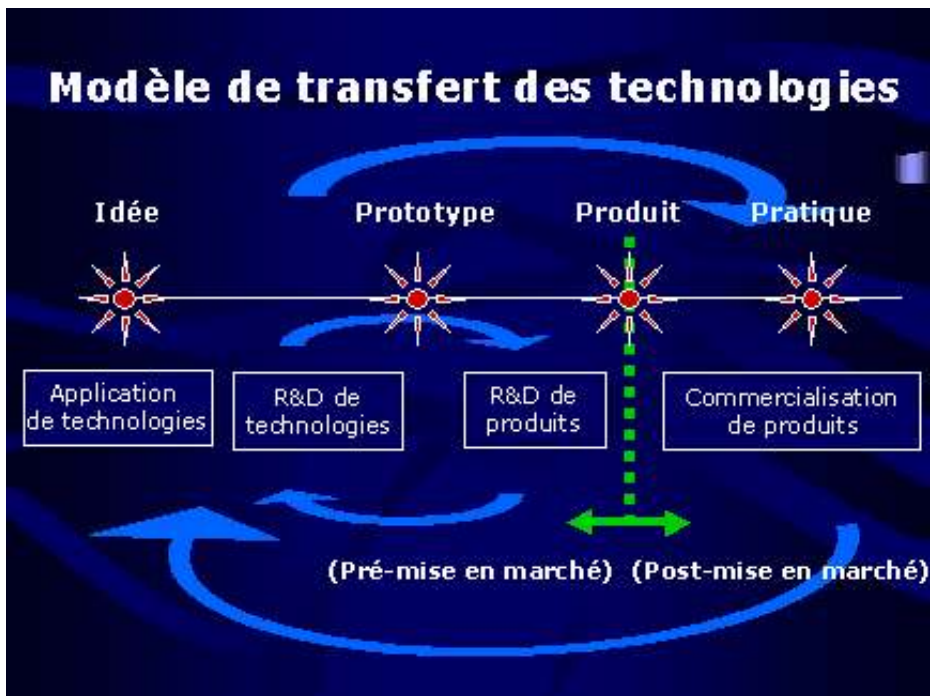 Modèle de transfert des technologies
Idée
Prototype
Produit
Pratique
Application
de technologies
R&D de
technologies
R&D de
produits
Commercialisation
de produits
(Pré-mise en marché)
(Post-mise en marché)